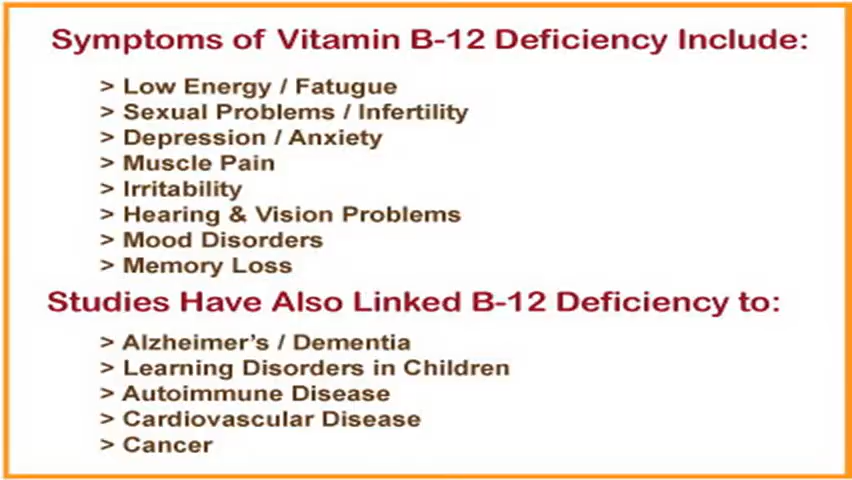 Symptoms of Vitamin B-12 Deficiency Include:
> Low Energy / Fatugue
> Sexual Problems / Infertility
> Depression / Anxiety
> Muscle Pain
> Irritability
> Hearing & Vision Problems
> Mood Disorders
> Memory Loss
Studies Have Also Linked B-12 Deficiency to:
> Alzheimer's / Dementia
> Learning Disorders in Children
> Autoimmune Disease
> Cardiovascular Disease
> Cancer